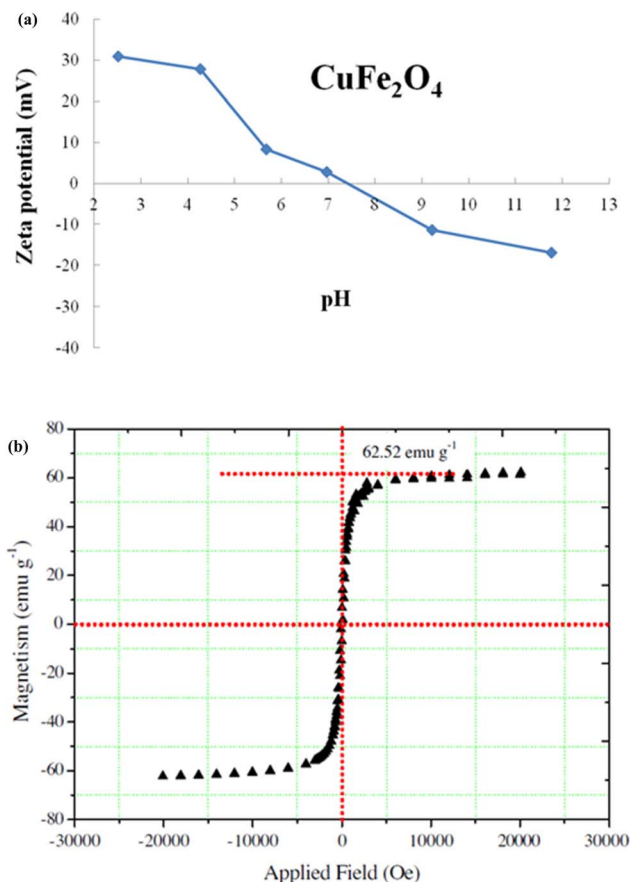 (a)
40
30
20
10
0
-10
-20
-30
-40
2 3 4 5 6 7 8 9 10 11 12 13
Zeta potential (mV)
CuFe₂O₄
pH
(b)
80
60
40
20
0
-20
-40
-60
-80
62.52 emu g⁻¹
Magnetism (emu g⁻¹)
-30000 -20000 -10000 0 10000 20000 30000
Applied Field (Oe)